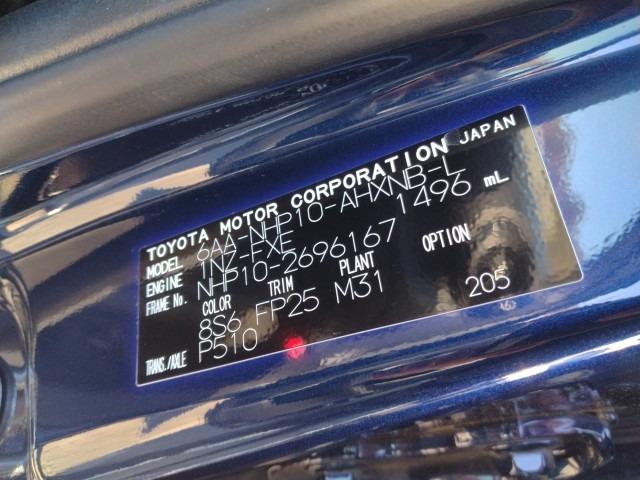 TOYOTA MOTOR CORPORATION JAPAN
MODEL 6AA-NHP10-AHXNB-L
ENGINE 1NZ-FXE 1496 mL
FRAME No. NHP10-2696167
COLOR TRIM PLANT OPTION
8S6 FP25 M31
TRANS./AXLE P510 205